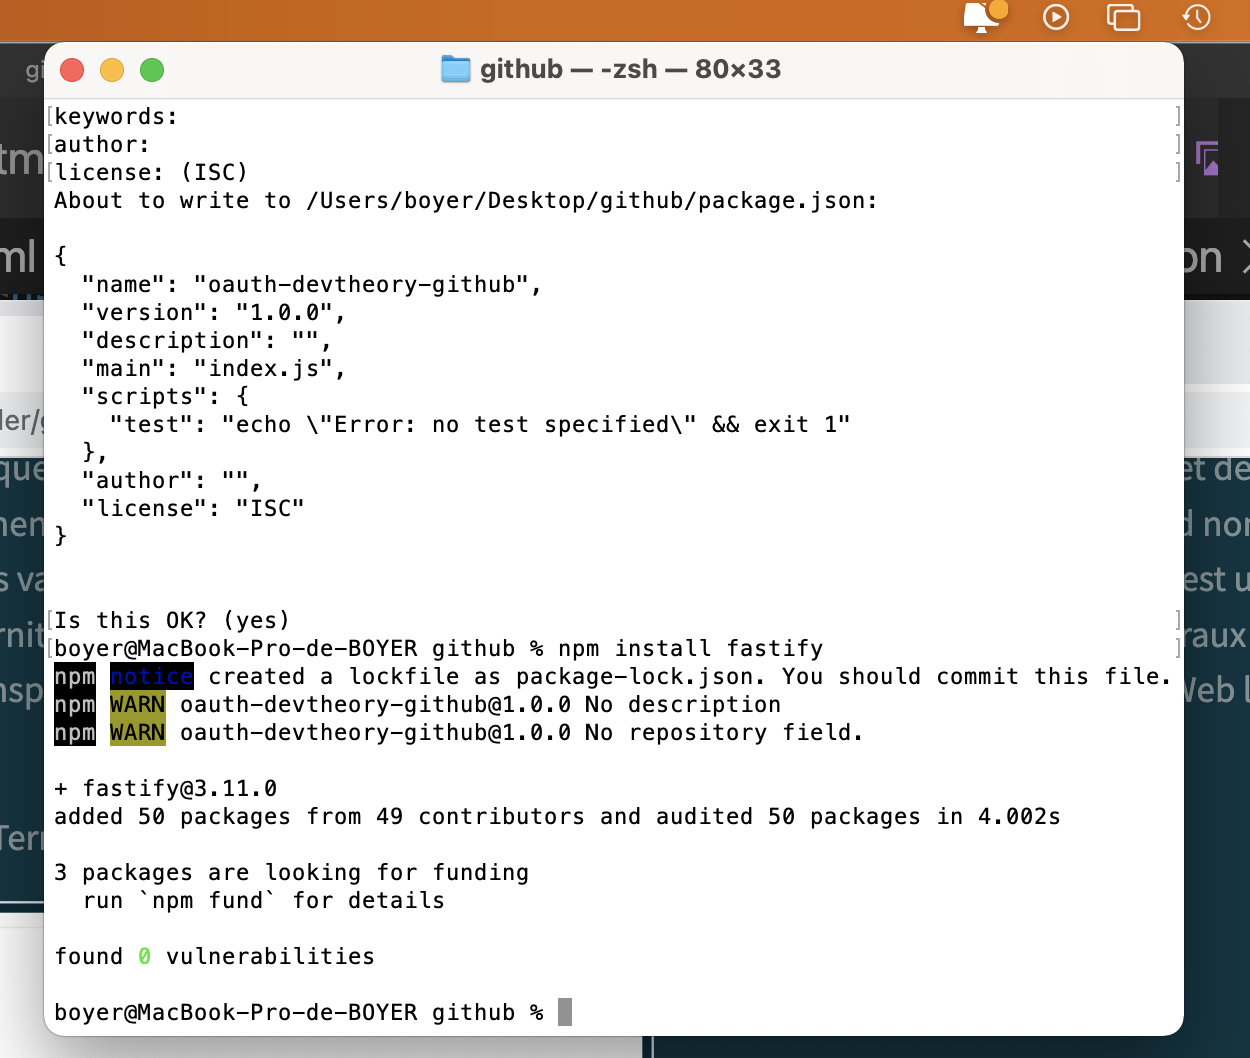 github — -zsh — 80×33
keywords:
author:
license: (ISC)
About to write to /Users/boyer/Desktop/github/package.json:
{
"name": "oauth-devtheory-github",
"version": "1.0.0",
"description": "",
"main": "index.js",
"scripts": {
"test": "echo \"Error: no test specified\" && exit 1"
},
"author": "",
"license": "ISC"
}
Is this OK? (yes)
boyer@MacBook-Pro-de-BOYER github % npm install fastify
npm notice created a lockfile as package-lock.json. You should commit this file.
npm WARN oauth-devtheory-github@1.0.0 No description
npm WARN oauth-devtheory-github@1.0.0 No repository field.
+ fastify@3.11.0
added 50 packages from 49 contributors and audited 50 packages in 4.002s
3 packages are looking for funding
run `npm fund` for details
found 0 vulnerabilities
boyer@MacBook-Pro-de-BOYER github %